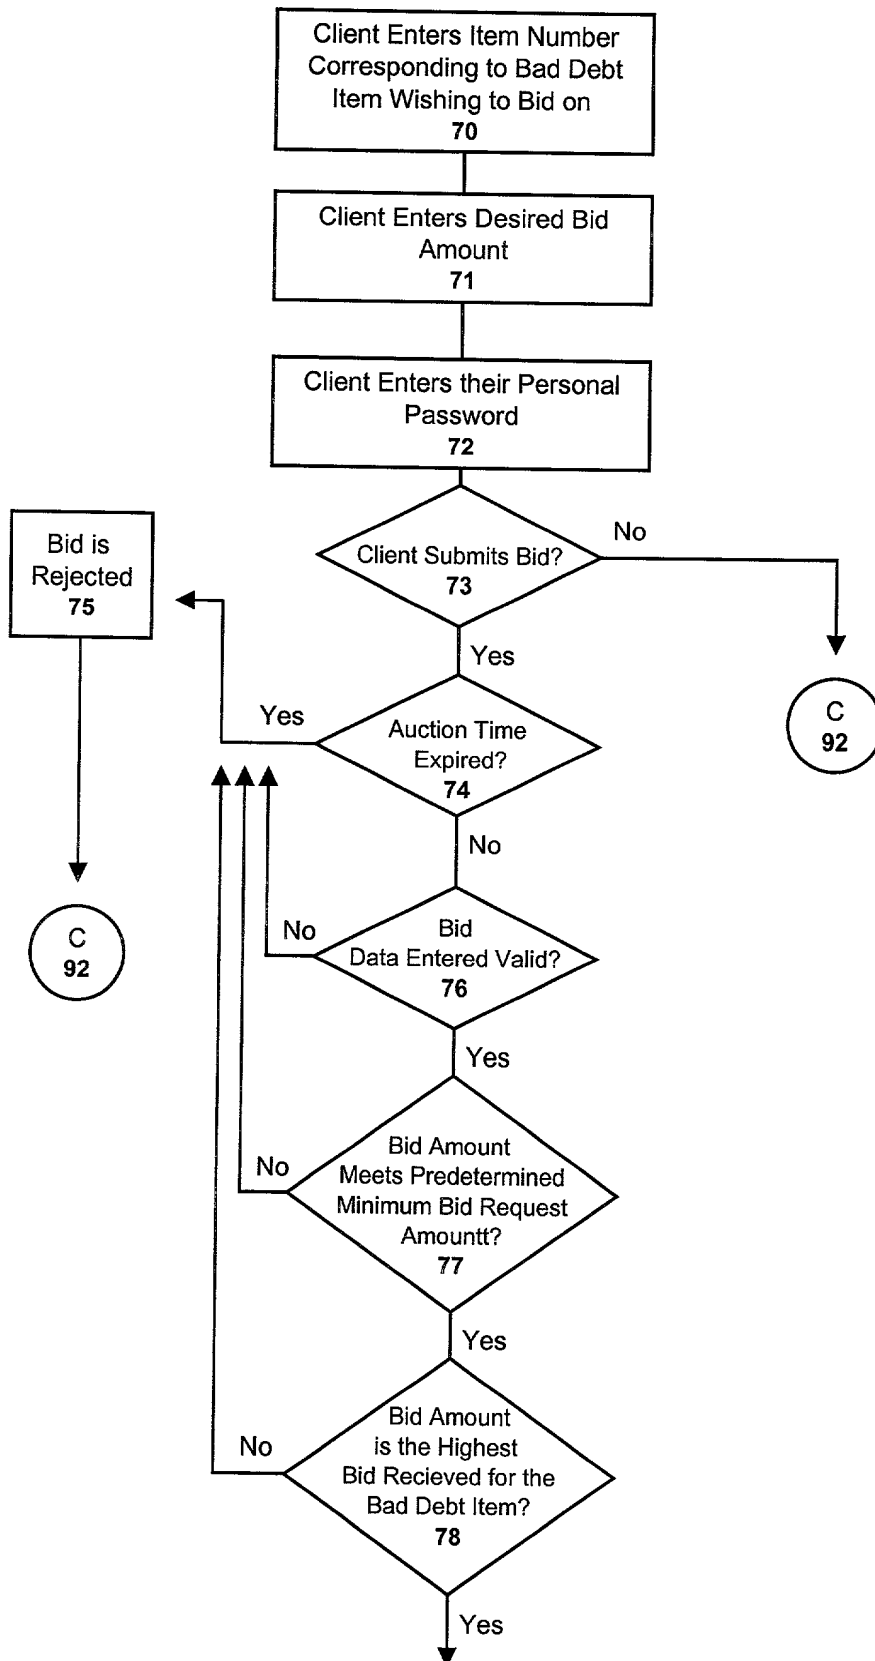 Client Enters Item Number
Corresponding to Bad Debt
Item Wishing to Bid on
70
Client Enters Desired Bid
Amount
71
Client Enters their Personal
Password
72
Client Submits Bid?
73
No
Bid is
Rejected
75
Yes
C
92
Yes
Auction Time
Expired?
74
No
C
92
No
Bid
Data Entered Valid?
76
Yes
No
Bid Amount
Meets Predetermined
Minimum Bid Request
Amountt?
77
Yes
No
Bid Amount
is the Highest
Bid Recieved for the
Bad Debt Item?
78
Yes